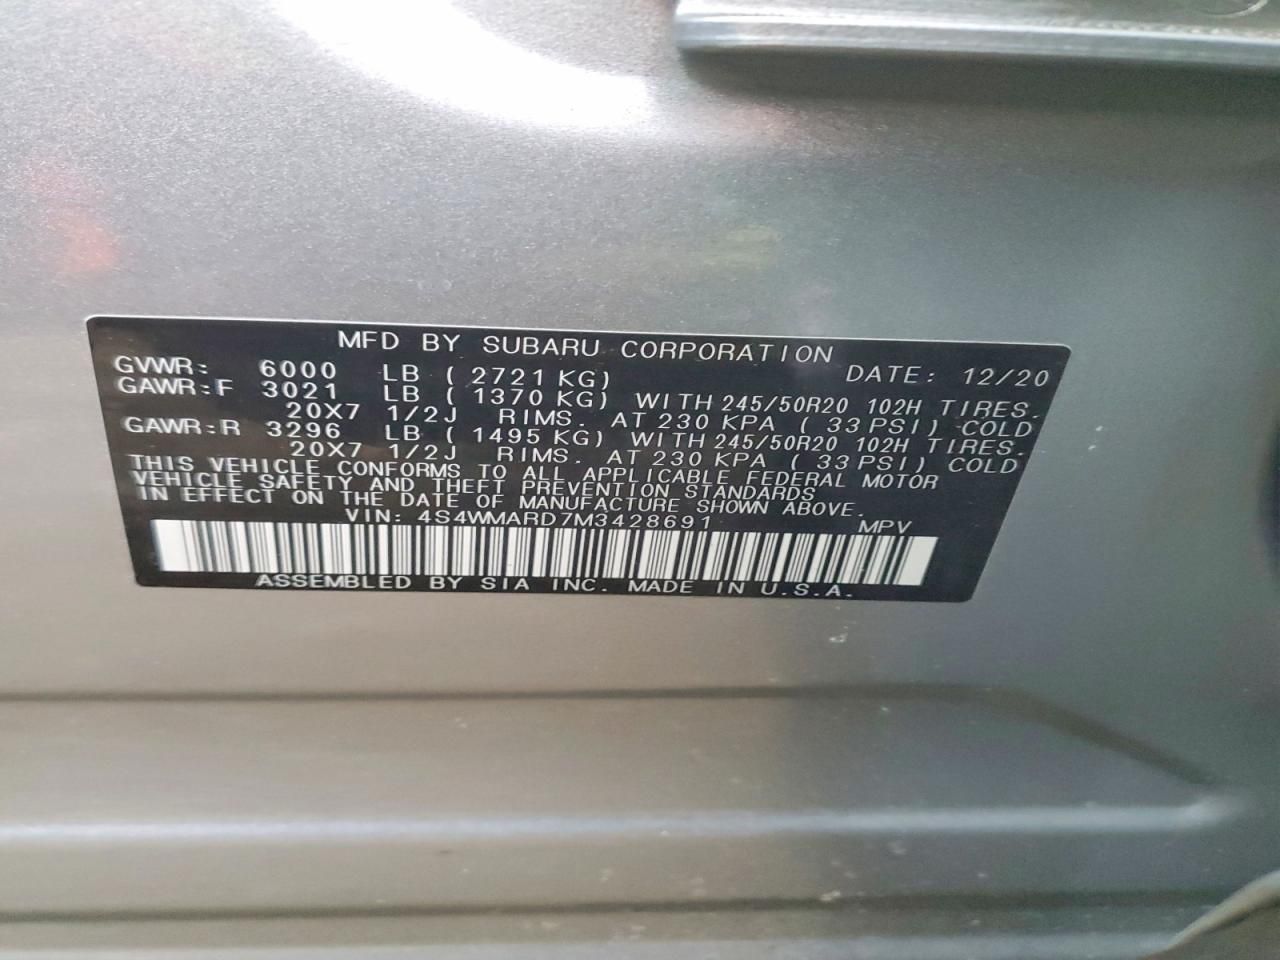 MFD BY SUBARU CORPORATION
GVWR: 6000 LB ( 2721 KG) DATE: 12/20
GAWR:F 3021 LB ( 1370 KG) WITH 245/50R20 102H TIRES.
20X7 1/2J RIMS. AT 230 KPA ( 33 PSI) COLD
GAWR:R 3296 LB ( 1495 KG) WITH 245/50R20 102H TIRES.
20X7 1/2J RIMS. AT 230 KPA ( 33 PSI) COLD
THIS VEHICLE CONFORMS TO ALL APPLICABLE FEDERAL MOTOR
VEHICLE SAFETY AND THEFT PREVENTION STANDARDS
IN EFFECT ON THE DATE OF MANUFACTURE SHOWN ABOVE.
VIN: 4S4WMARD7M3428691 MPV
ASSEMBLED BY SIA INC. MADE IN U.S.A.